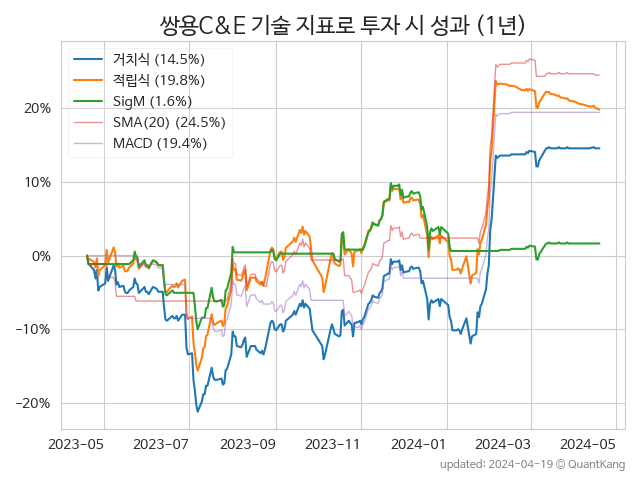 쌍용C&E 기술 지표로 투자 시 성과 (1년)
거치식 (14.5%)
적립식 (19.8%)
SigM (1.6%)
SMA(20) (24.5%)
MACD (19.4%)
20%
10%
0%
−10%
−20%
2023-05 2023-07 2023-09 2023-11 2024-01 2024-03 2024-05
updated: 2024-04-19 © QuantKang